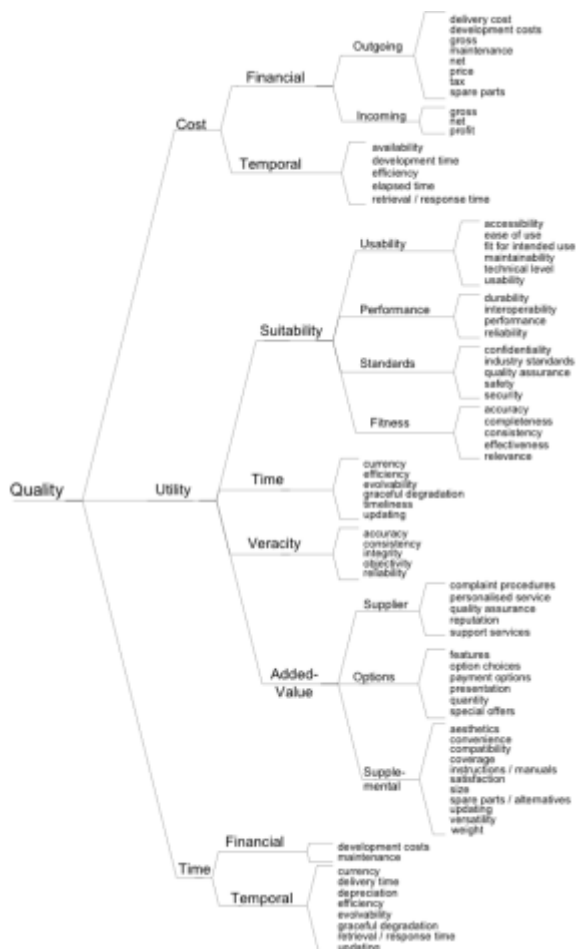 Quality
Cost
Financial
Outgoing
delivery cost
development costs
gross
maintenance
net
price
tax
spare parts
Incoming
gross
net
profit
Temporal
availability
development time
efficiency
elapsed time
retrieval / response time
Utility
Suitability
Usability
accessibility
ease of use
fit for intended use
maintainability
technical level
usability
Performance
durability
interoperability
performance
reliability
Standards
confidentiality
industry standards
quality assurance
safety
security
Fitness
accuracy
completeness
consistency
effectiveness
relevance
Time
currency
efficiency
evolvability
graceful degradation
timeliness
updating
Veracity
accuracy
consistency
integrity
objectivity
reliability
Added-
Value
Supplier
complaint procedures
personalised service
quality assurance
reputation
support services
Options
features
option choices
payment options
presentation
quantity
special offers
Supple-
mental
aesthetics
convenience
compatibility
coverage
instructions / manuals
satisfaction
size
spare parts / alternatives
updating
versatility
weight
Time
Financial
development costs
maintenance
Temporal
currency
delivery time
depreciation
efficiency
evolvability
graceful degradation
retrieval / response time
updating